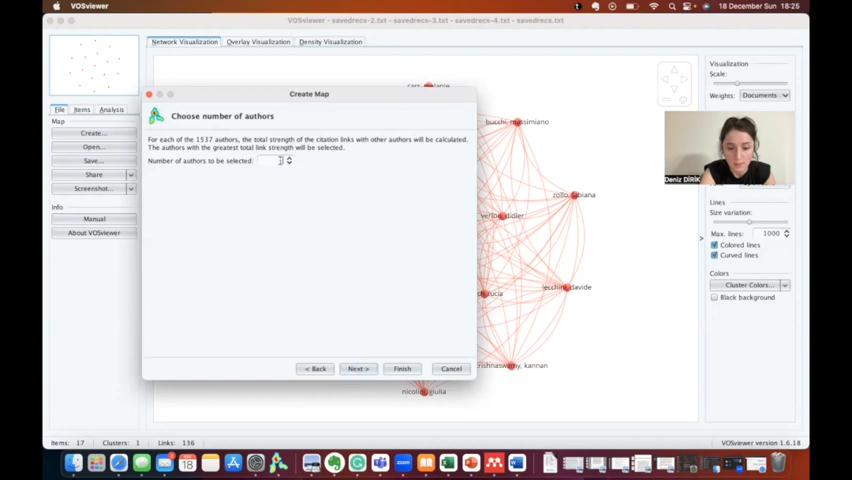 VOSviewer
18 December Sun 18:25
VOSviewer - savedrecs-2.txt - savedrecs-3.txt - savedrecs-4.txt - savedrecs.txt
Network Visualization
Overlay Visualization
Density Visualization
File
Items
Analysis
Map
Create...
Open...
Save...
Share
Screenshot...
Info
Manual
About VOSviewer
Create Map
Choose number of authors
For each of the 1537 authors, the total strength of the citation links with other authors will be calculated.
The authors with the greatest total link strength will be selected.
Number of authors to be selected:
< Back
Next >
Finish
Cancel
bucchi, massimiano
zollo, fabiana
lecchini, davide
krishnaswamy, kannan
nicolini, giulia
Visualization
Scale:
Weights:
Documents
Deniz DİRİK
Lines
Size variation:
Max. lines:
1000
Colored lines
Curved lines
Colors
Cluster Colors...
Black background
>
Items: 17
Clusters: 1
Links: 136
VOSviewer version 1.6.18